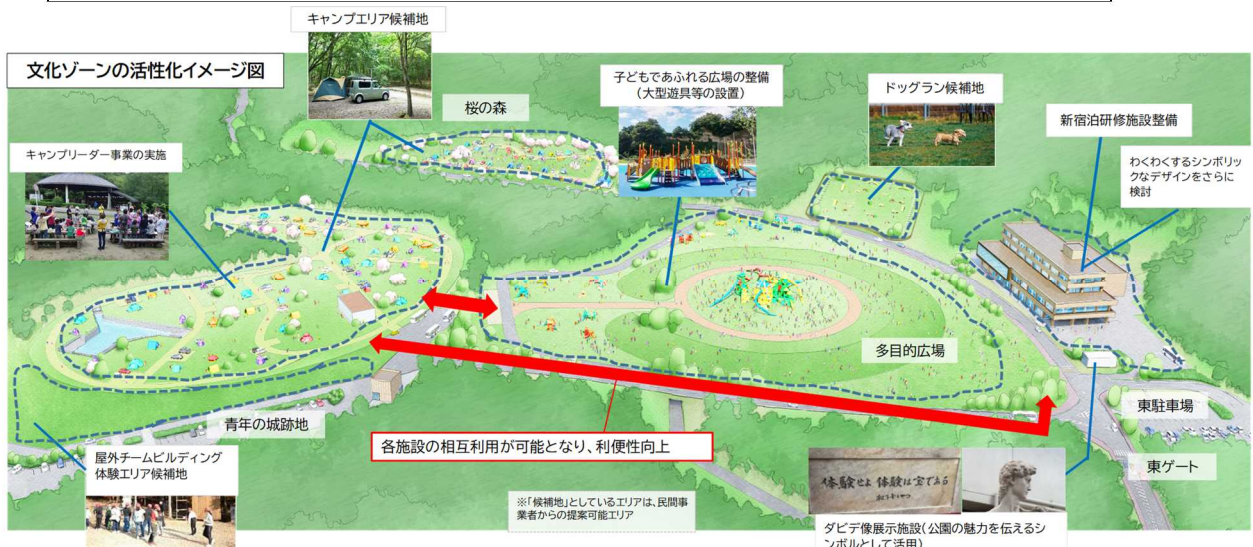 キャンプエリア候補地
文化ゾーンの活性化イメージ図
桜の森
子どもであふれる広場の整備
（大型遊具等の設置）
ドッグラン候補地
新宿泊研修施設整備
わくわくするシンボリッ
クなデザインをさらに
検討
キャンプリーダー事業の実施
多目的広場
東駐車場
東ゲート
青年の城跡地
各施設の相互利用が可能となり、利便性向上
屋外チームビルディング
体験エリア候補地
※「候補地」としているエリアは、民間事
業者からの提案可能エリア
体験せよ 体験は宝である
ダビデ像展示施設（公園の魅力を伝えるシ
ンボルとして活用）